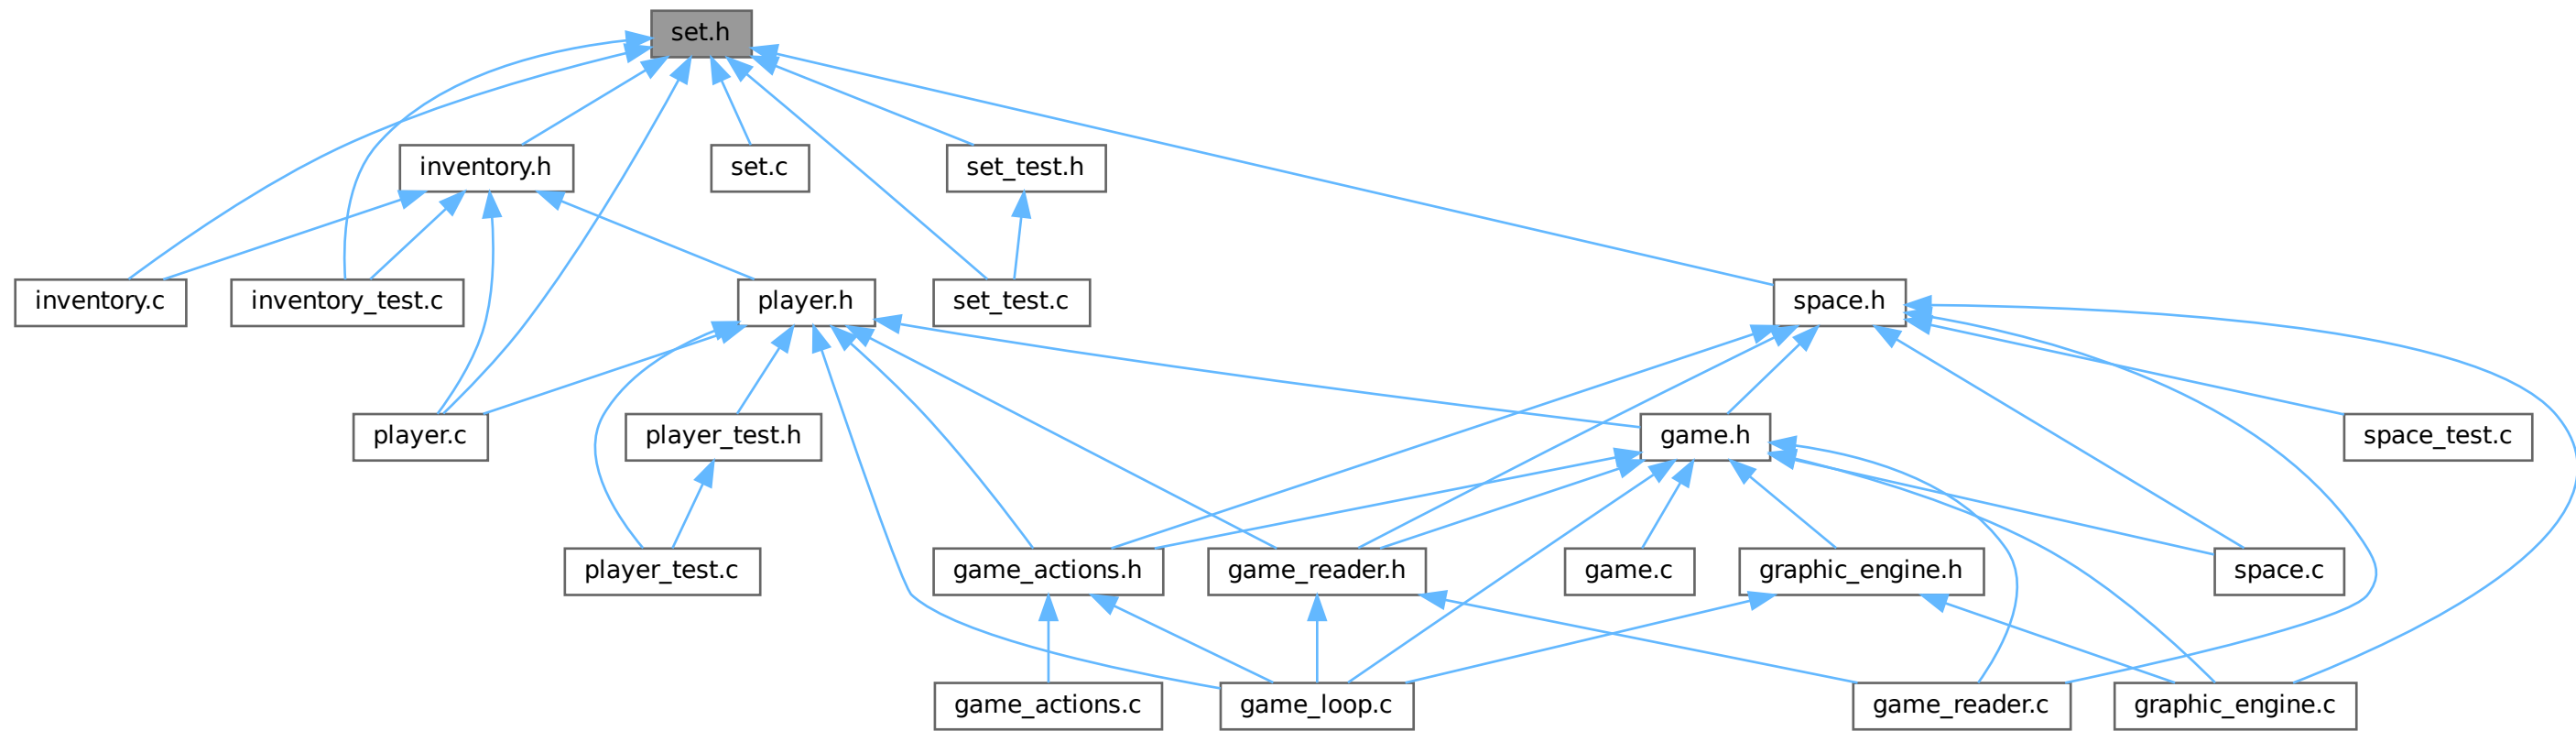 set.h
inventory.h
set.c
set_test.h
inventory.c
inventory_test.c
player.h
set_test.c
space.h
player.c
player_test.h
game.h
space_test.c
player_test.c
game_actions.h
game_reader.h
game.c
graphic_engine.h
space.c
game_actions.c
game_loop.c
game_reader.c
graphic_engine.c